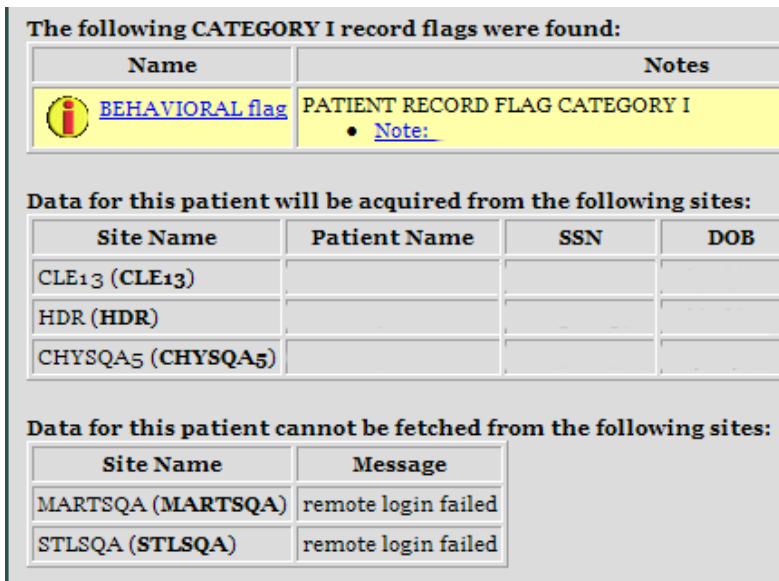 The following CATEGORY I record flags were found:
Name Notes
BEHAVIORAL flag PATIENT RECORD FLAG CATEGORY I
• Note:
Data for this patient will be acquired from the following sites:
Site Name Patient Name SSN DOB
CLE13 (CLE13)
HDR (HDR)
CHYSQA5 (CHYSQA5)
Data for this patient cannot be fetched from the following sites:
Site Name Message
MARTSQA (MARTSQA) remote login failed
STLSQA (STLSQA) remote login failed